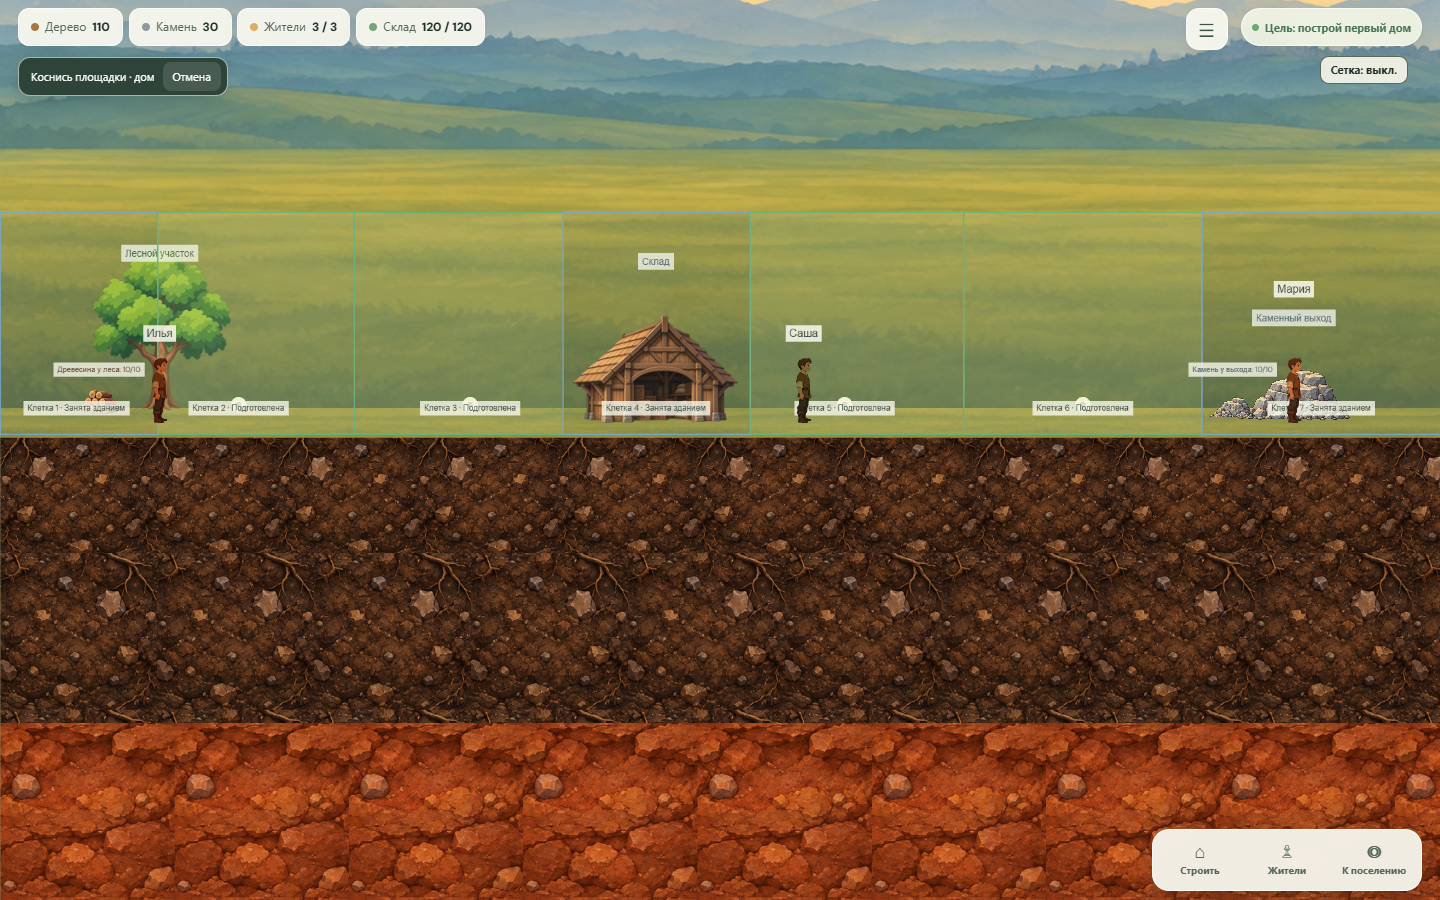 Дерево 110
Камень 30
Жители 3 / 3
Склад 120 / 120
☰
Цель: построй первый дом
Коснись площадки · дом
Отмена
Сетка: выкл.
Лесной участок
Склад
Мария
Каменный выход
Илья
Саша
Древесина у леса: 10/10
Камень у выхода: 10/10
Клетка 1 · Занята зданием
Клетка 2 · Подготовлена
Клетка 3 · Подготовлена
Клетка 4 · Занята зданием
етка 5 · Подготовлена
Клетка 6 · Подготовлена
Клет 7 · Занята зданием
Строить
Жители
К поселению